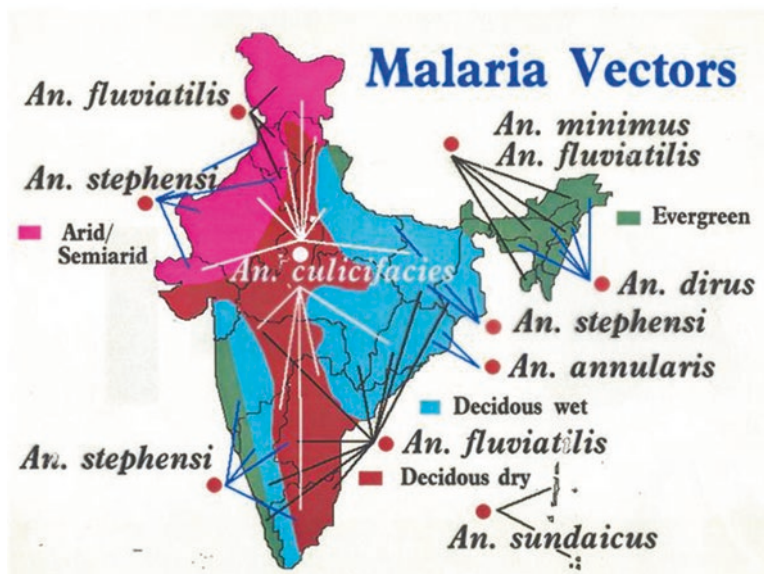 Malaria Vectors
An. fluviatilis
An. minimus
An. fluviatilis
An. stephensi
Arid/
Semiarid
Evergreen
An. culicifacies
An. dirus
An. stephensi
An. annularis
Decidous wet
An. fluviatilis
An. stephensi
Decidous dry
An. sundaicus